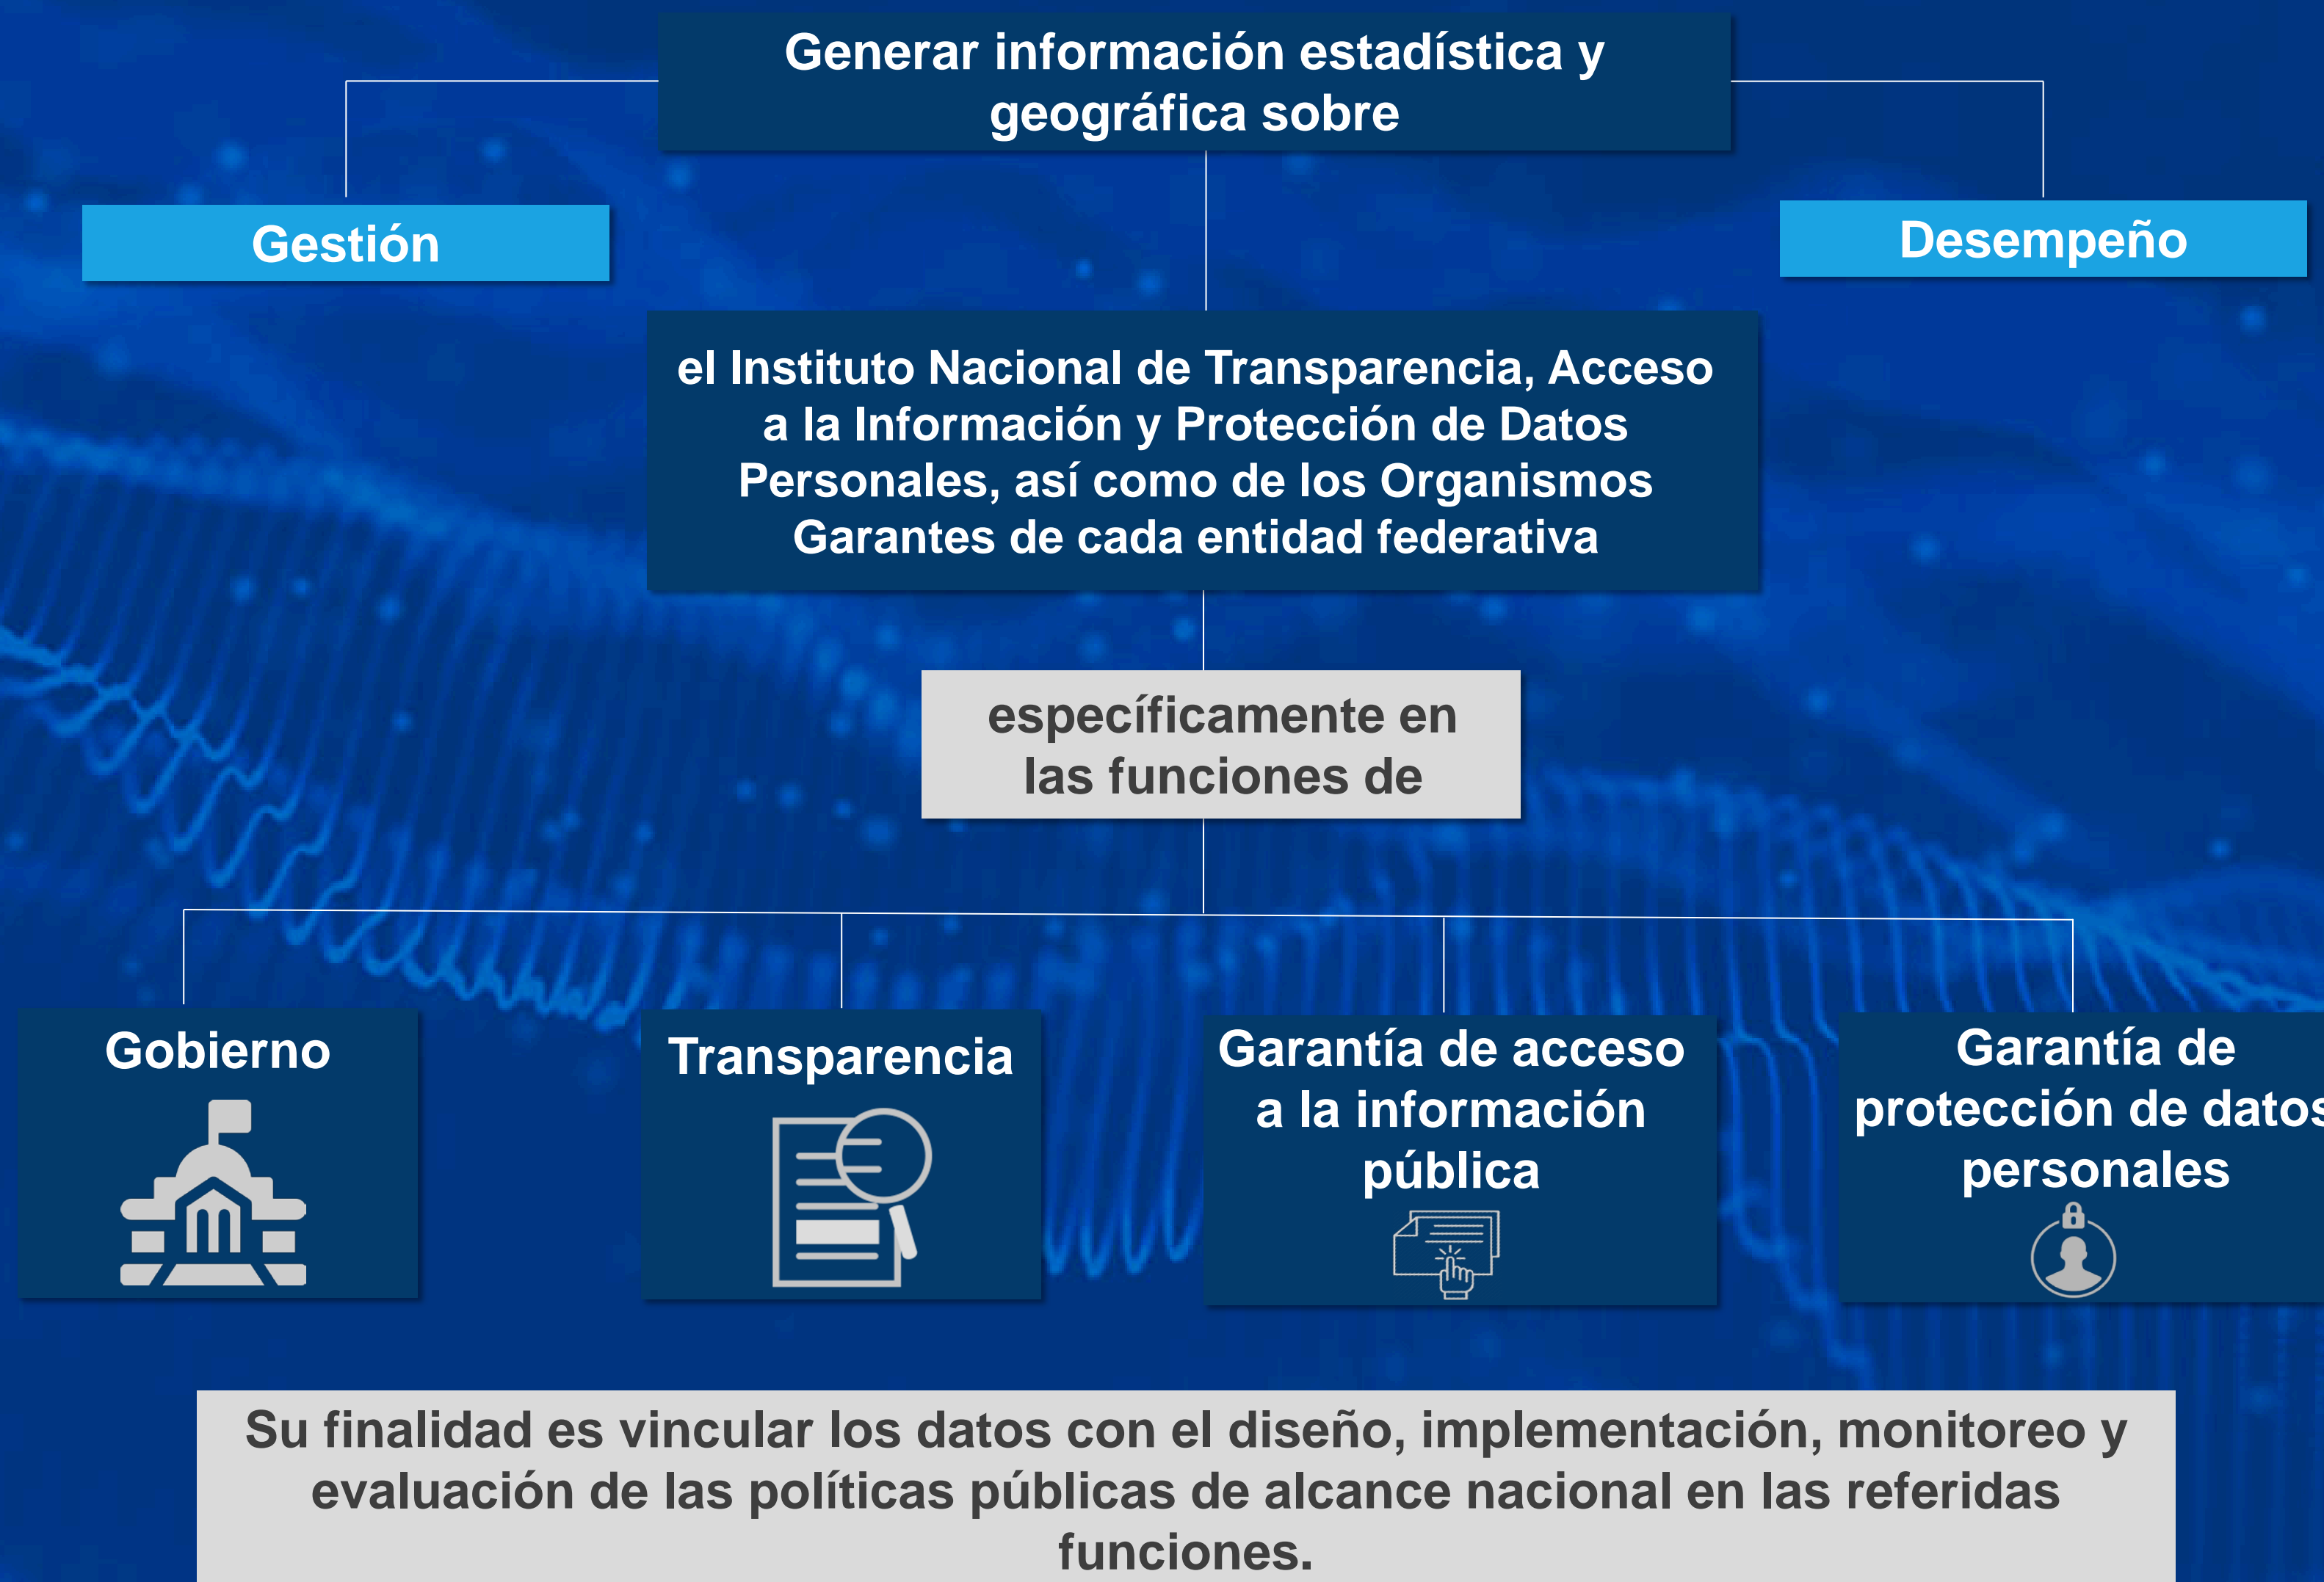 Generar información estadística y
geográfica sobre
Gestión
Desempeño
el Instituto Nacional de Transparencia, Acceso
a la Información y Protección de Datos
Personales, así como de los Organismos
Garantes de cada entidad federativa
específicamente en
las funciones de
Gobierno
Transparencia
Garantía de acceso
a la información
pública
Garantía de
protección de datos
personales
Su finalidad es vincular los datos con el diseño, implementación, monitoreo y
evaluación de las políticas públicas de alcance nacional en las referidas
funciones.